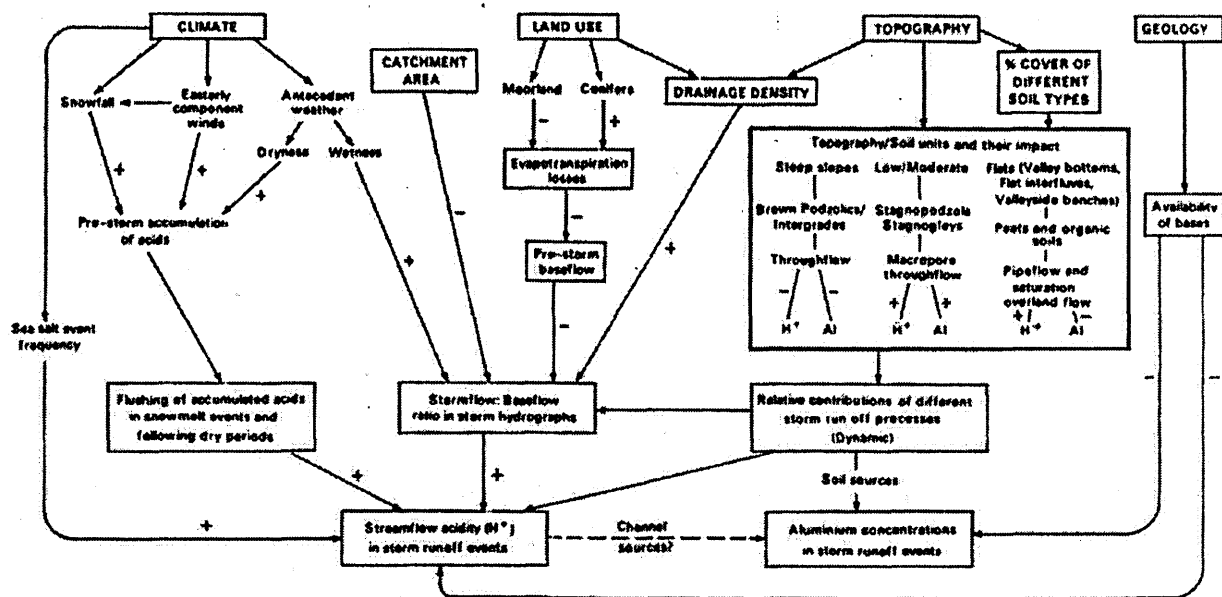 CLIMATE
LAND USE
TOPOGRAPHY
GEOLOGY
CATCHMENT
AREA
% COVER OF
DIFFERENT
SOIL TYPES
Snowfall
Easterly
component
winds
Antecedent
weather
Moorland
Conifers
DRAINAGE DENSITY
Dryness
Wetness
Evapotranspiration
losses
Topography/Soil units and their impact
Steep slopes
Low/Moderate
Flats (Valley bottoms,
Flat interfluves,
Valleyside benches)
Brown Podzolics/
Intergrades
Stagnopodzols
Stagnogleys
Peats and organic
soils
Throughflow
Macropore
throughflow
Pipeflow and
saturation
overland flow
H+
Al
H+
Al
H+
Al
Availability
of bases
Pre-storm accumulation
of acids
Pre-storm
baseflow
Sea salt event
frequency
Flushing of accumulated acids
in snowmelt events and
following dry periods
Stormflow: Baseflow
ratio in storm hydrographs
Relative contributions of different
storm run off processes
(Dynamic)
Soil sources
Streamflow acidity (H+)
in storm runoff events
Channel
sources?
Aluminium concentrations
in storm runoff events